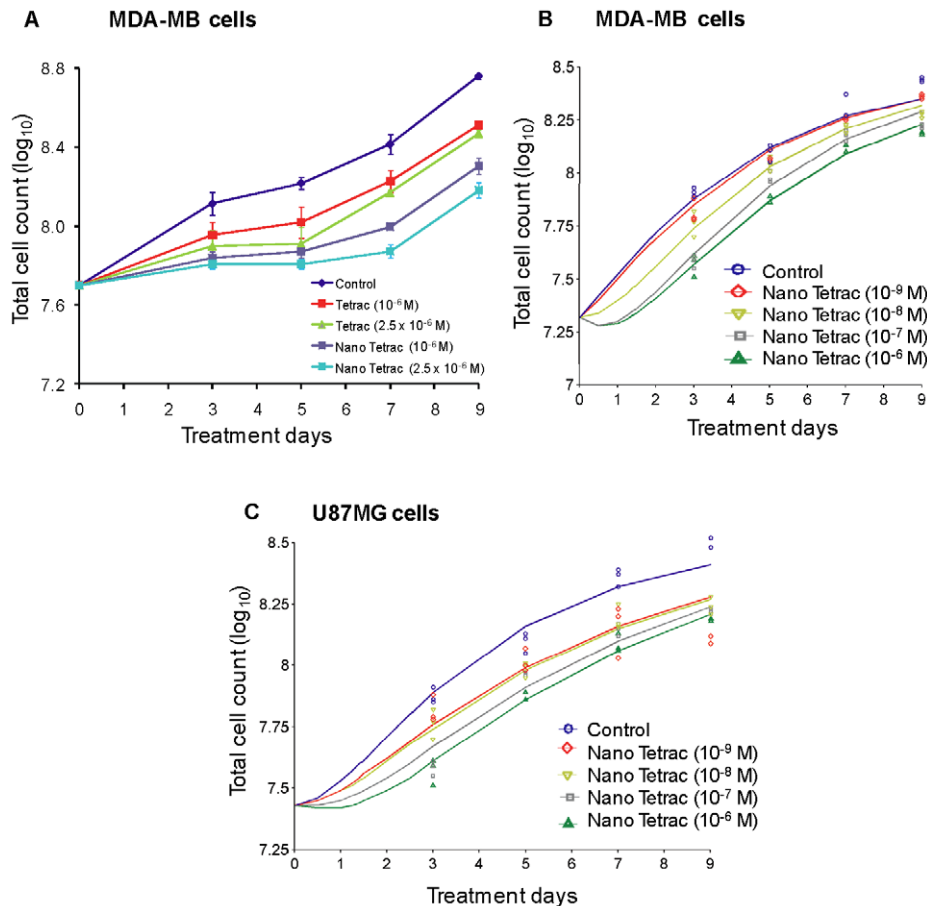 A MDA-MB cells
Total cell count (log10)
8.8
8.4
8.0
7.6
7.2
0 1 2 3 4 5 6 7 8 9
Treatment days
Control
Tetrac (10⁻⁶ M)
Tetrac (2.5 x 10⁻⁶ M)
Nano Tetrac (10⁻⁶ M)
Nano Tetrac (2.5 x 10⁻⁶ M)
B MDA-MB cells
Total cell count (log10)
8.5
8.25
8
7.75
7.5
7.25
7
0 1 2 3 4 5 6 7 8 9
Treatment days
Control
Nano Tetrac (10⁻⁹ M)
Nano Tetrac (10⁻⁸ M)
Nano Tetrac (10⁻⁷ M)
Nano Tetrac (10⁻⁶ M)
C U87MG cells
Total cell count (log10)
8.5
8.25
8
7.75
7.5
7.25
0 1 2 3 4 5 6 7 8 9
Treatment days
Control
Nano Tetrac (10⁻⁹ M)
Nano Tetrac (10⁻⁸ M)
Nano Tetrac (10⁻⁷ M)
Nano Tetrac (10⁻⁶ M)